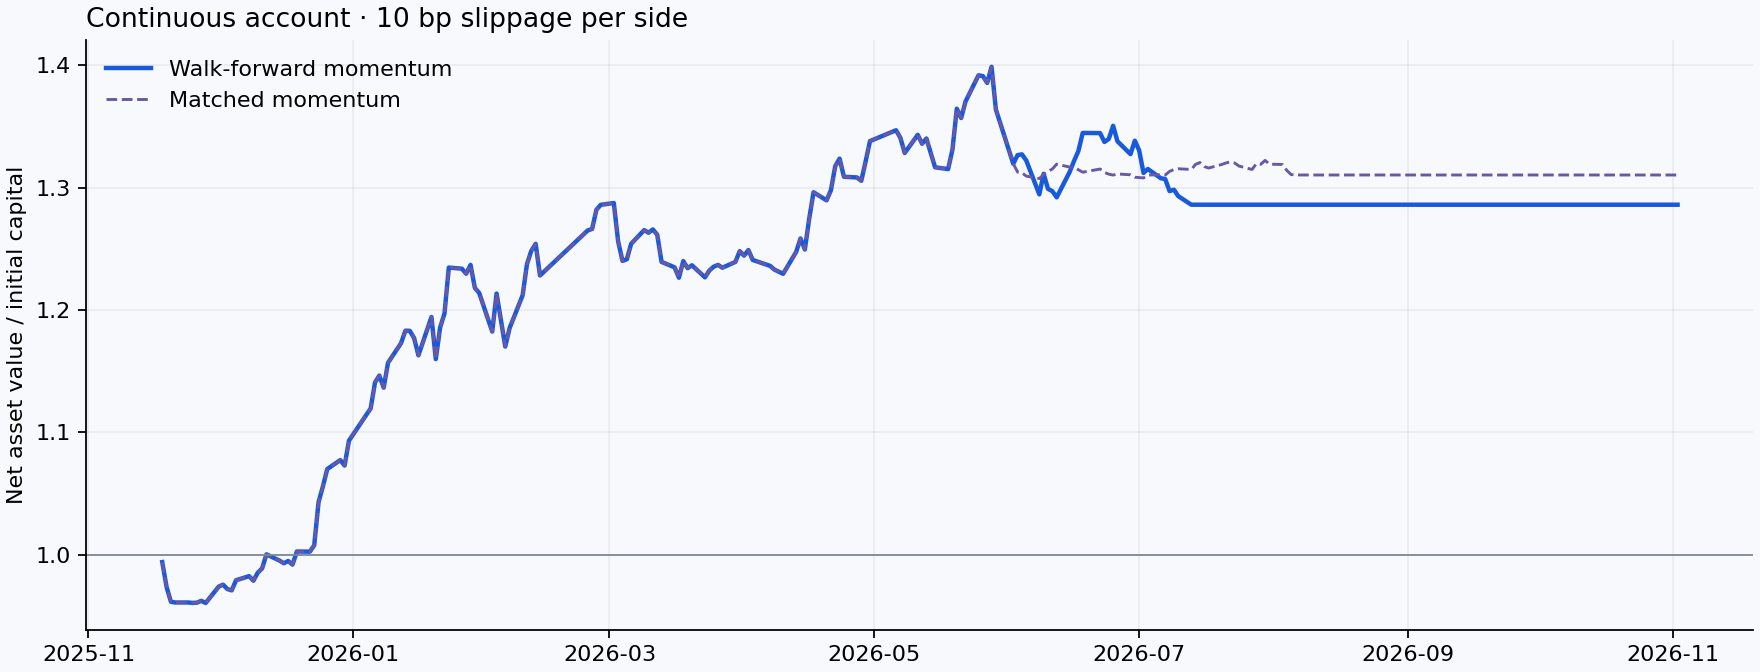 Continuous account · 10 bp slippage per side
Walk-forward momentum
Matched momentum
Net asset value / initial capital
1.4
1.3
1.2
1.1
1.0
2025-11 2026-01 2026-03 2026-05 2026-07 2026-09 2026-11